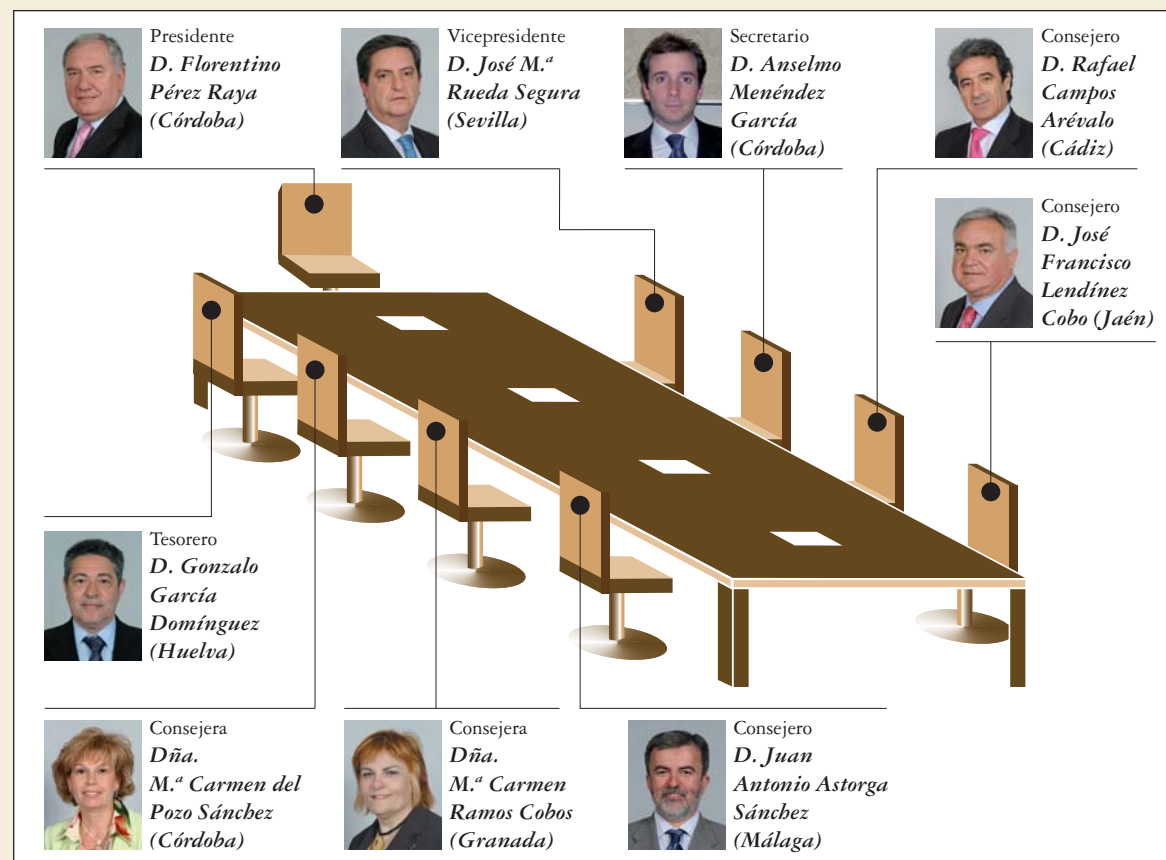 Presidente
D. Florentino
Pérez Raya
(Córdoba)
Vicepresidente
D. José M.ª
Rueda Segura
(Sevilla)
Secretario
D. Anselmo
Menéndez
García
(Córdoba)
Consejero
D. Rafael
Campos
Arévalo
(Cádiz)
Consejero
D. José
Francisco
Lendínez
Cobo (Jaén)
Tesorero
D. Gonzalo
García
Domínguez
(Huelva)
Consejera
Dña.
M.ª Carmen del
Pozo Sánchez
(Córdoba)
Consejera
Dña.
M.ª Carmen
Ramos Cobos
(Granada)
Consejero
D. Juan
Antonio Astorga
Sánchez
(Málaga)